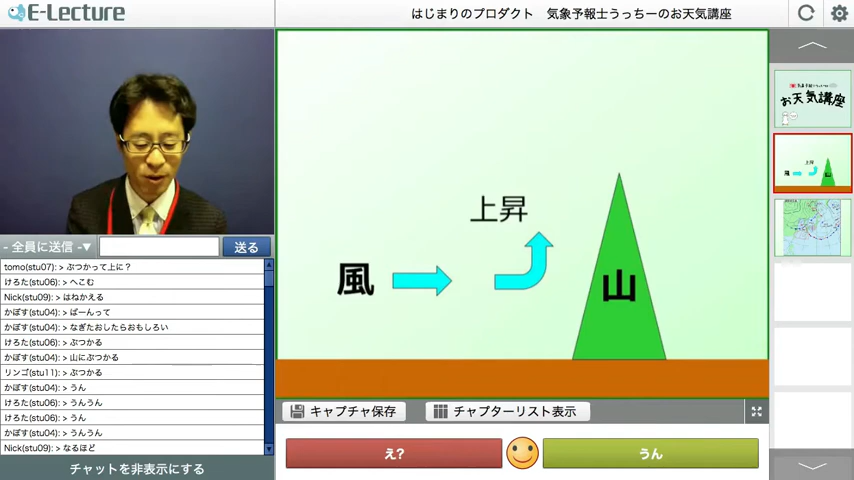 E-Lecture
はじまりのプロダクト 気象予報士うっちーのお天気講座
- 全員に送信 -▼
送る
tomo(stu07): > ぶつかって上に？
けろた(stu06): > へこむ
Nick(stu09): > はねかえる
かぼす(stu04): > ばーんって
かぼす(stu04): > なぎたおしたらおもしろい
けろた(stu06): > ぶつかる
かぼす(stu04): > 山にぶつかる
リンゴ(stu11): > ぶつかる
かぼす(stu04): > うん
けろた(stu06): > うんうん
けろた(stu06): > うん
かぼす(stu04): > うんうん
Nick(stu09): > なるほど
チャットを非表示にする
上昇
風
山
キャプチャ保存
チャプターリスト表示
え?
うん
お天気講座
上昇
風
山